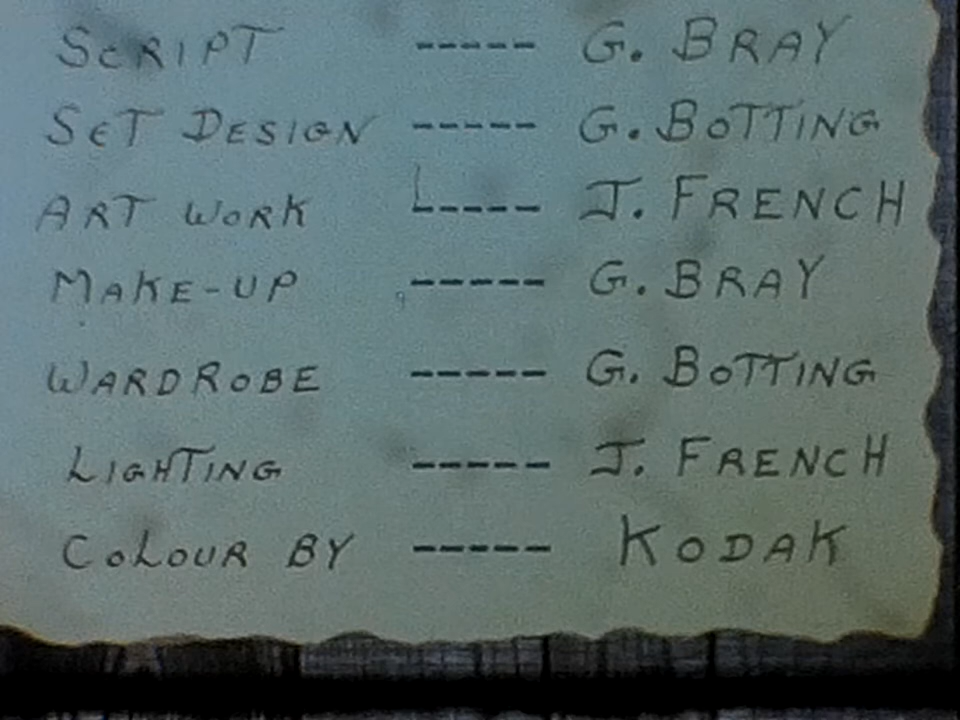 SCRIPT ----- G. BRAY
SET DESIGN ----- G. BOTTING
ART WORK ----- J. FRENCH
MAKE-UP ----- G. BRAY
WARDROBE ----- G. BOTTING
LIGHTING ----- J. FRENCH
COLOUR BY ----- KODAK